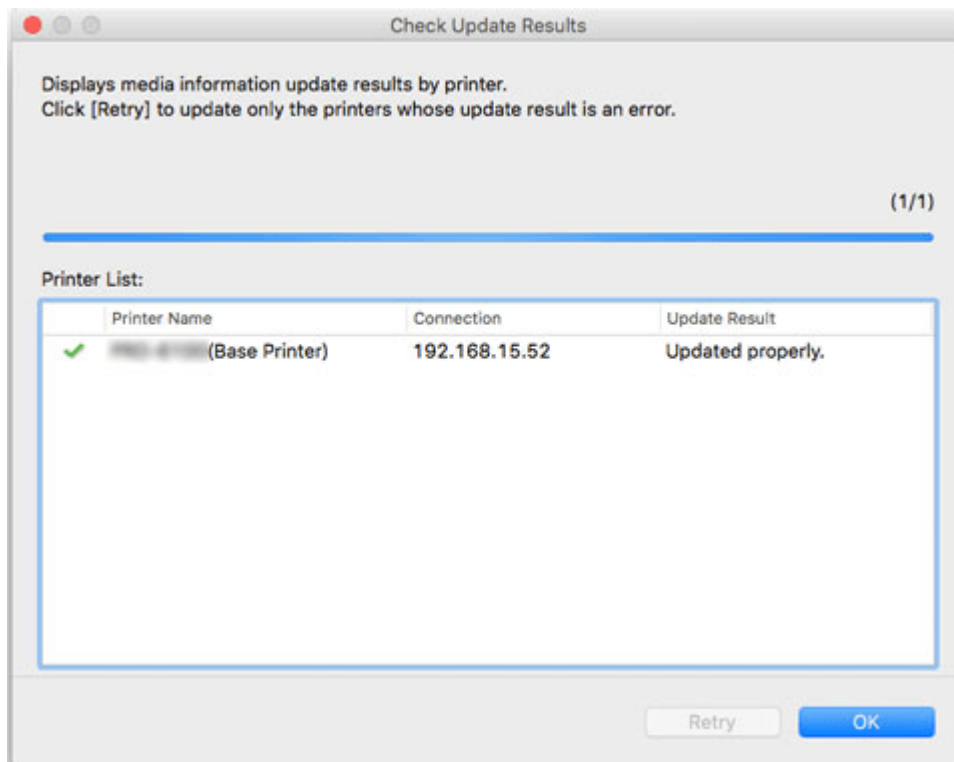 Check Update Results
Displays media information update results by printer.
Click [Retry] to update only the printers whose update result is an error.
(1/1)
Printer List:
Printer Name Connection Update Result
(Base Printer) 192.168.15.52 Updated properly.
Retry OK